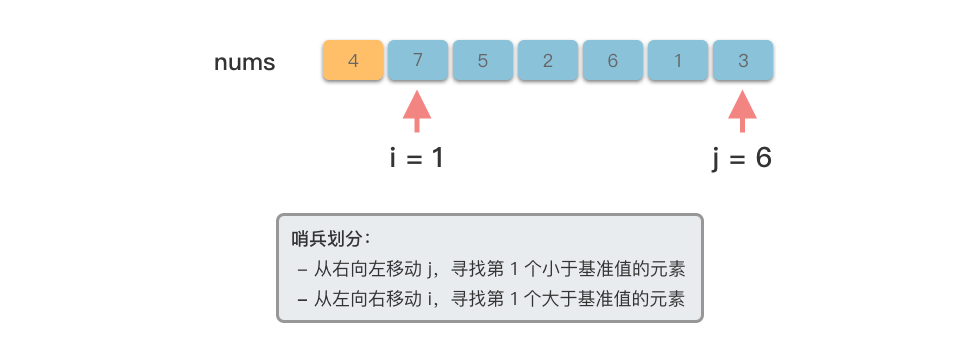 nums 4 7 5 2 6 1 3
i = 1 j = 6
哨兵划分：
– 从右向左移动 j，寻找第 1 个小于基准值的元素
– 从左向右移动 i，寻找第 1 个大于基准值的元素